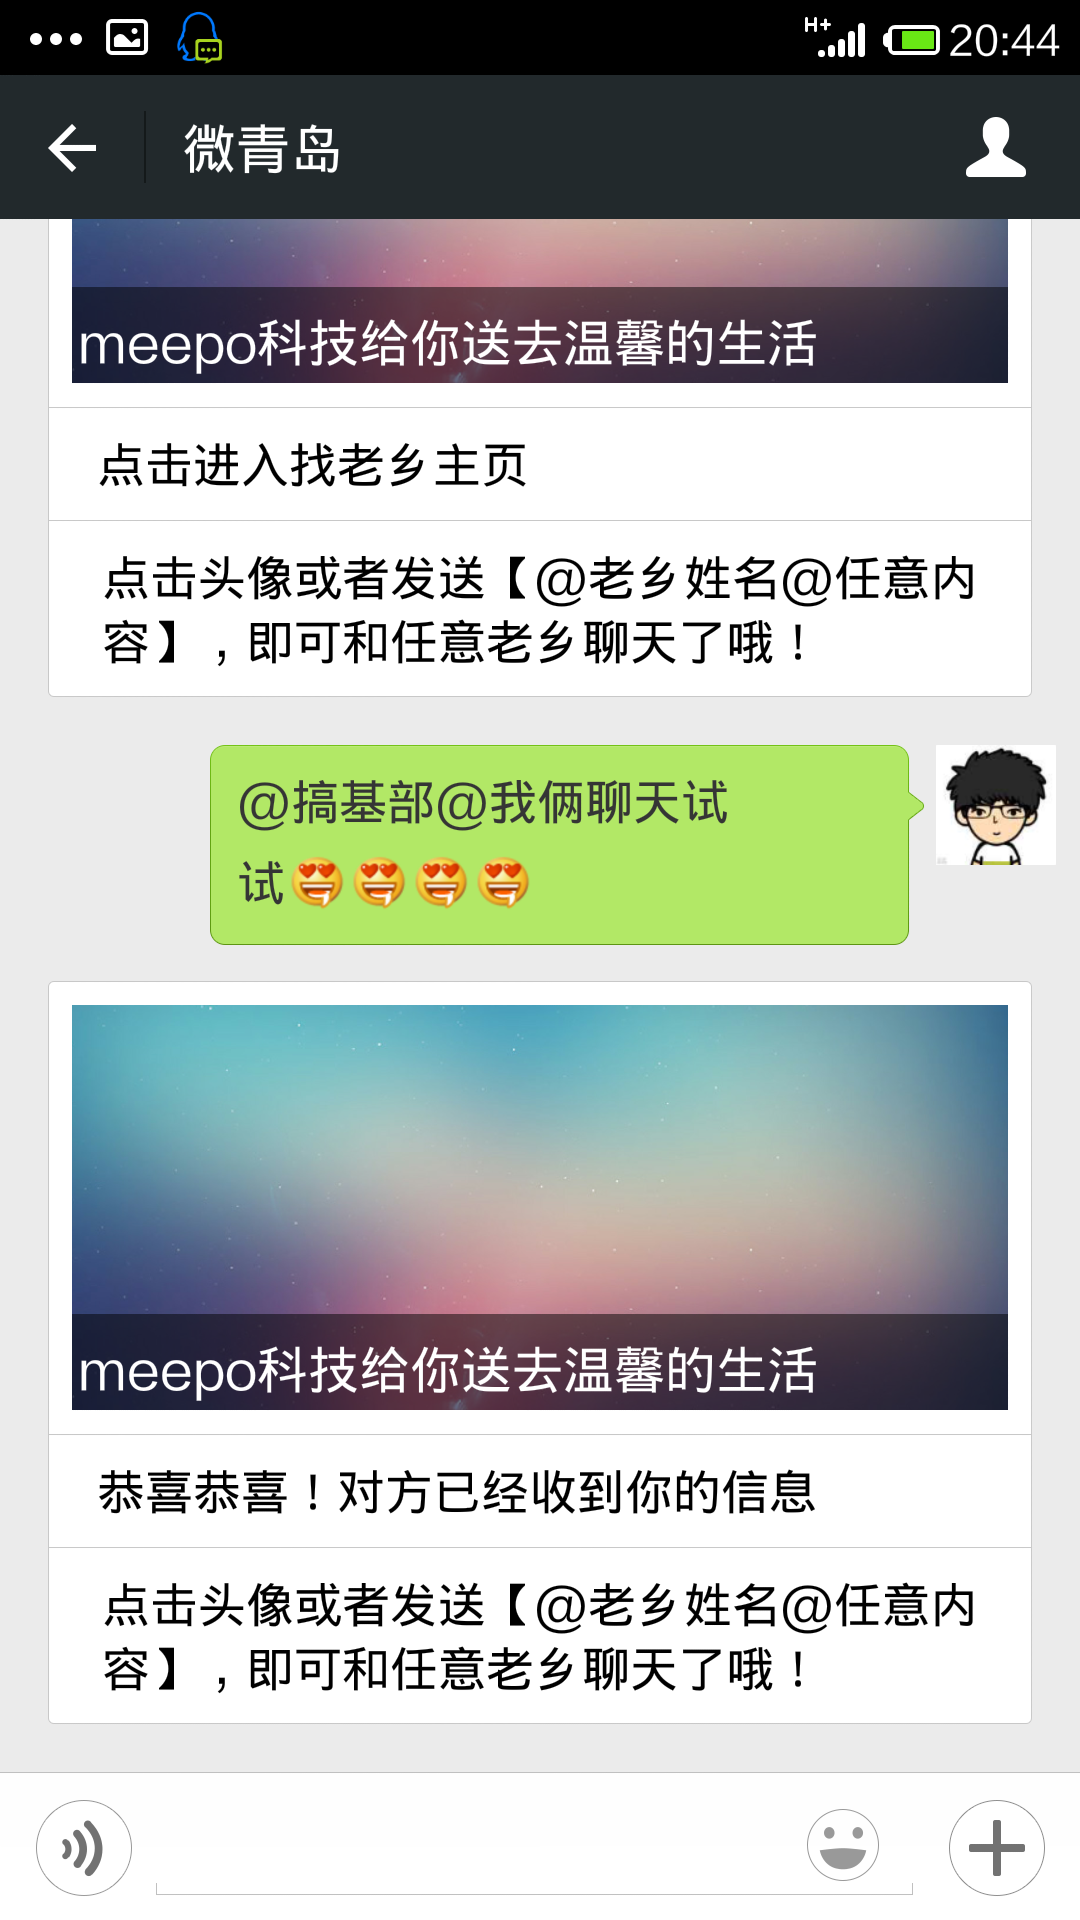 H+
20:44
微青岛
meepo科技给你送去温馨的生活
点击进入找老乡主页
点击头像或者发送【@老乡姓名@任意内
容】，即可和任意老乡聊天了哦！
@搞基部@我俩聊天试
试😍😍😍😍
meepo科技给你送去温馨的生活
恭喜恭喜！对方已经收到你的信息
点击头像或者发送【@老乡姓名@任意内
容】，即可和任意老乡聊天了哦！